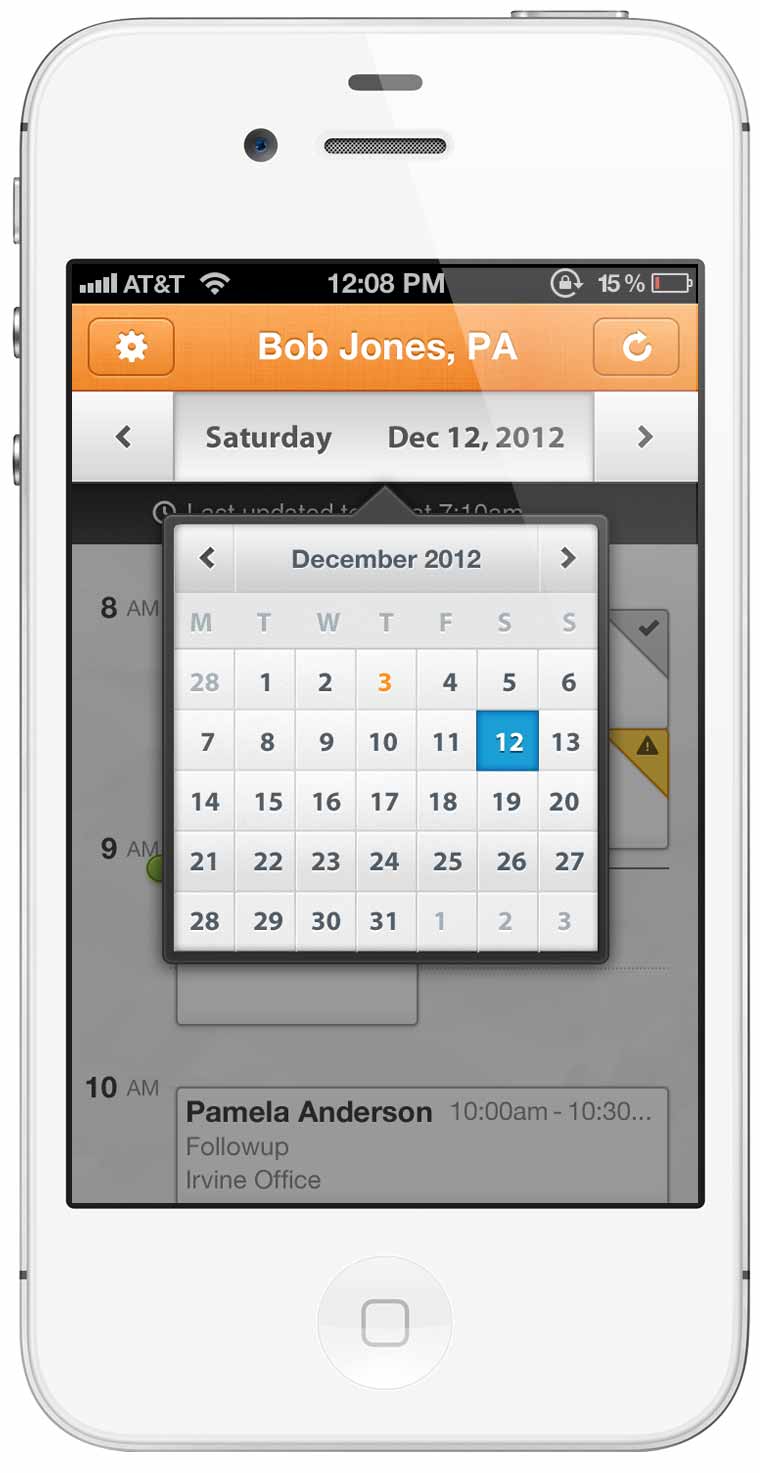 AT&T 12:08 PM 15%
Bob Jones, PA
Saturday Dec 12, 2012
Last updated to at 7:10am
December 2012
M T W T F S S
28 1 2 3 4 5 6
7 8 9 10 11 12 13
14 15 16 17 18 19 20
21 22 23 24 25 26 27
28 29 30 31 1 2 3
8 AM
9 AM
10 AM
Pamela Anderson 10:00am - 10:30...
Followup
Irvine Office